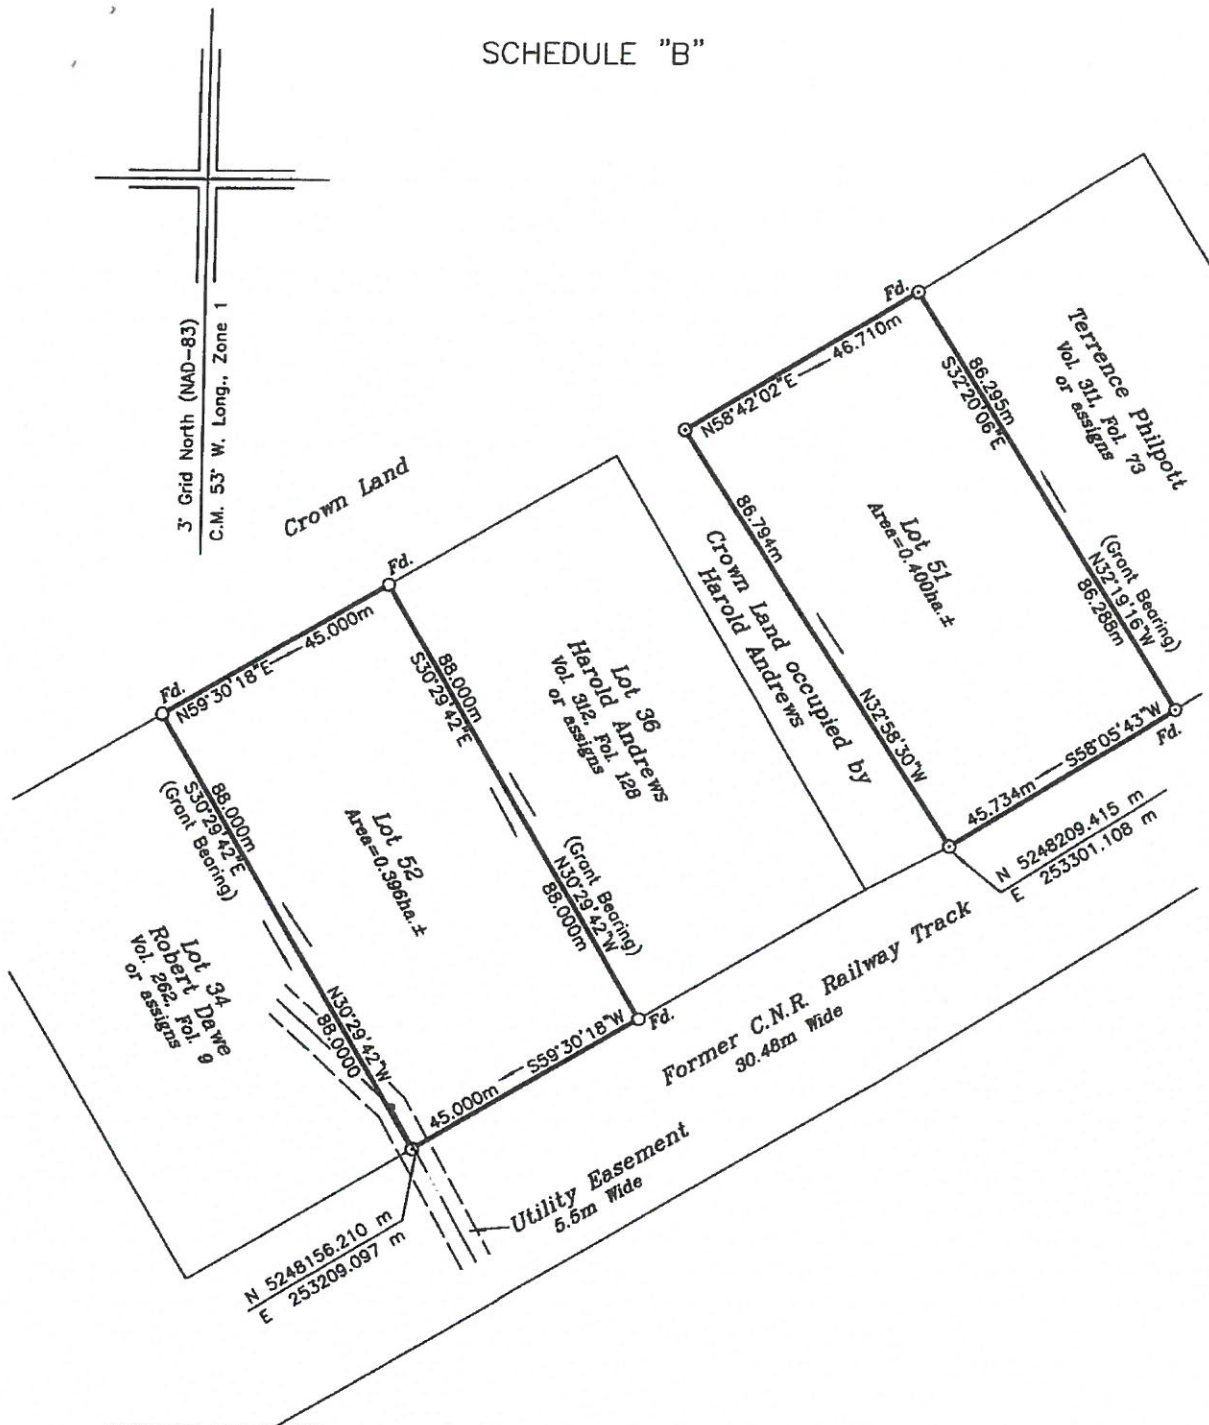 SCHEDULE "B"
3° Grid North (NAD-83)
C.M. 53° W. Long., Zone 1
Crown Land
Fd.
N58°42'02"E
46.710m
86.295m
S32°20'06"E
Terrence Philpott
Vol. 311, Fol. 73
or assigns
(Grant Bearing)
N32°19'16"W
86.288m
Lot 51
Area=0.400ha.±
86.794m
N32°58'30"W
Crown Land occupied by
Harold Andrews
45.734m
S58°05'43"W
Fd.
N 5248209.415 m
E 253301.108 m
Fd.
Fd.
N59°30'18"E
45.000m
88.000m
S30°29'42"E
Lot 36
Harold Andrews
Vol. 312, Fol. 128
or assigns
(Grant Bearing)
N30°29'42"W
88.000m
88.000m
S30°29'42"E
(Grant Bearing)
Lot 52
Area=0.396ha.±
Lot 34
Robert Dawe
Vol. 262, Fol. 9
or assigns
N30°29'42"W
88.0000
45.000m
S59°30'18"W
Fd.
Former C.N.R. Railway Track
30.48m Wide
Utility Easement
5.5m Wide
N 5248156.210 m
E 253209.097 m